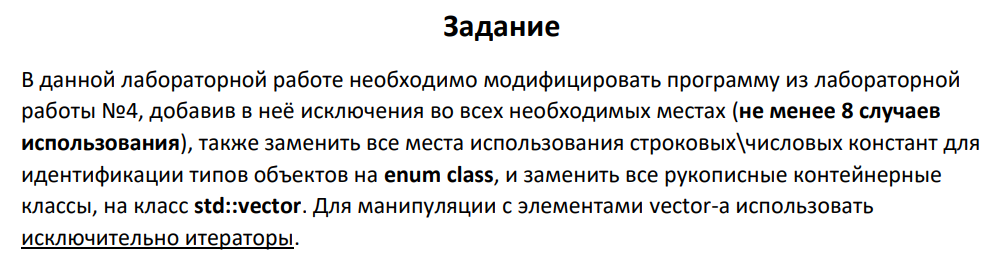 Задание
В данной лабораторной работе необходимо модифицировать программу из лабораторной
работы №4, добавив в неё исключения во всех необходимых местах (не менее 8 случаев
использования), также заменить все места использования строковых\числовых констант для
идентификации типов объектов на enum class, и заменить все рукописные контейнерные
классы, на класс std::vector. Для манипуляции с элементами vector-а использовать
исключительно итераторы.